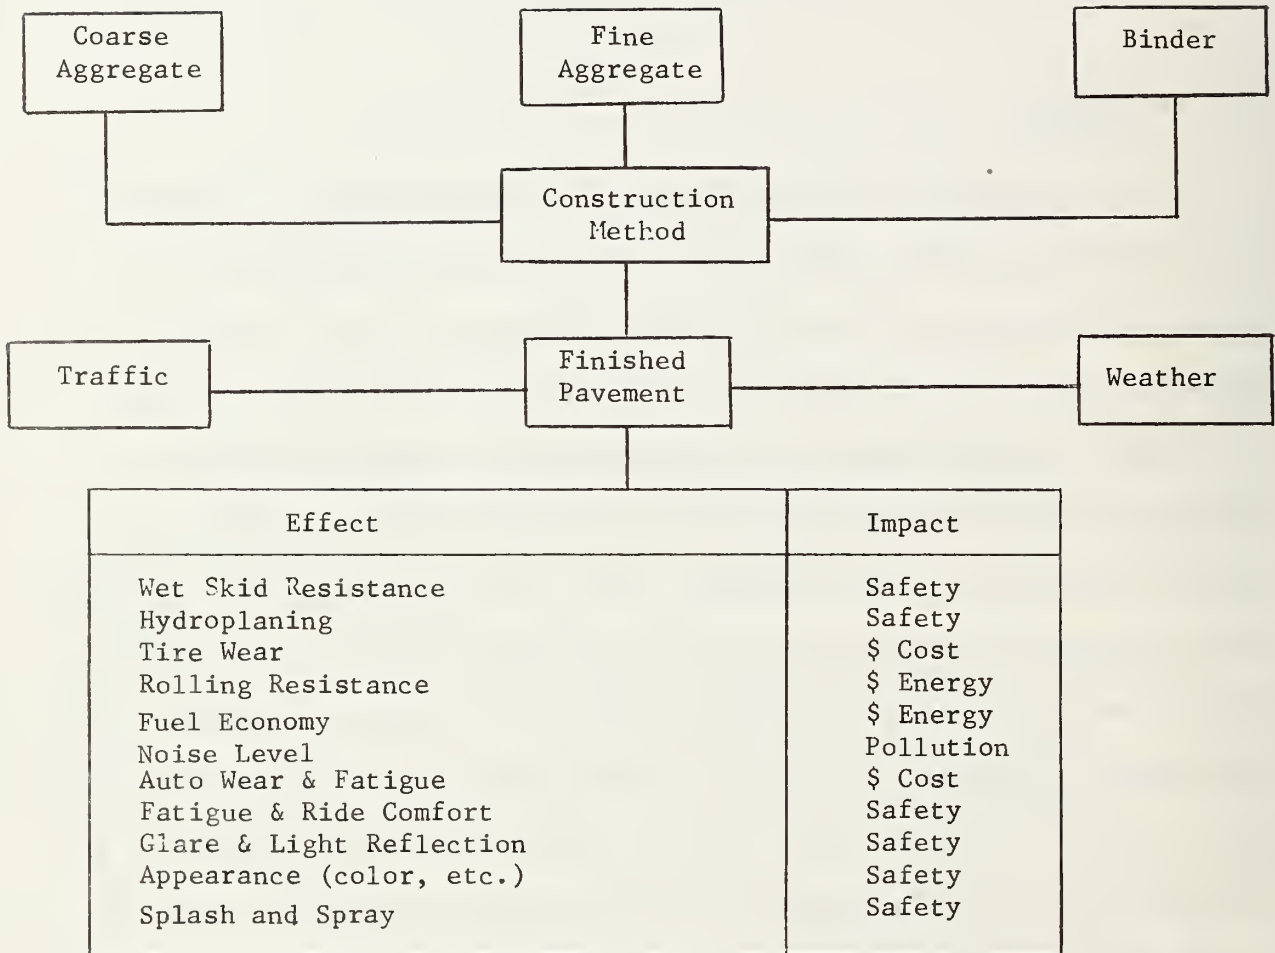 Coarse
Aggregate
Fine
Aggregate
Binder
Construction
Method
Traffic
Finished
Pavement
Weather
Effect Impact
Wet Skid Resistance Safety
Hydroplaning Safety
Tire Wear $ Cost
Rolling Resistance $ Energy
Fuel Economy $ Energy
Noise Level Pollution
Auto Wear & Fatigue $ Cost
Fatigue & Ride Comfort Safety
Glare & Light Reflection Safety
Appearance (color, etc.) Safety
Splash and Spray Safety